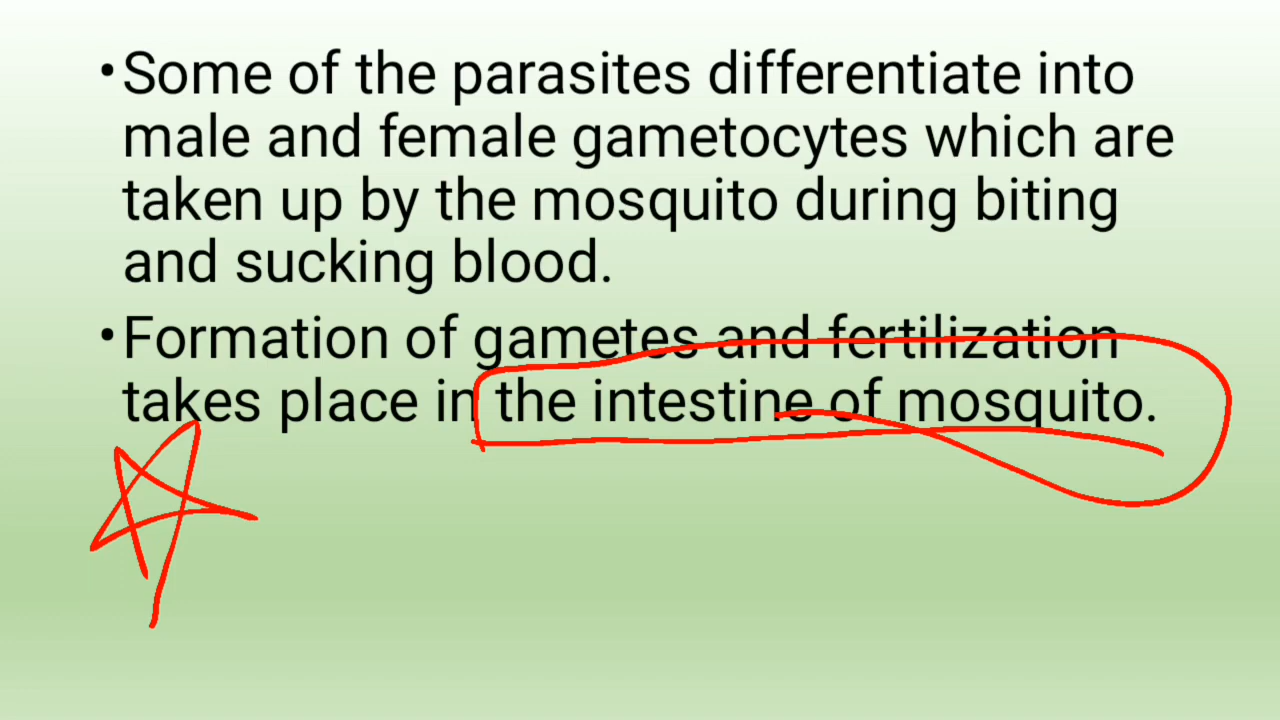 •Some of the parasites differentiate into
male and female gametocytes which are
taken up by the mosquito during biting
and sucking blood.
•Formation of gametes and fertilization
takes place in the intestine of mosquito.